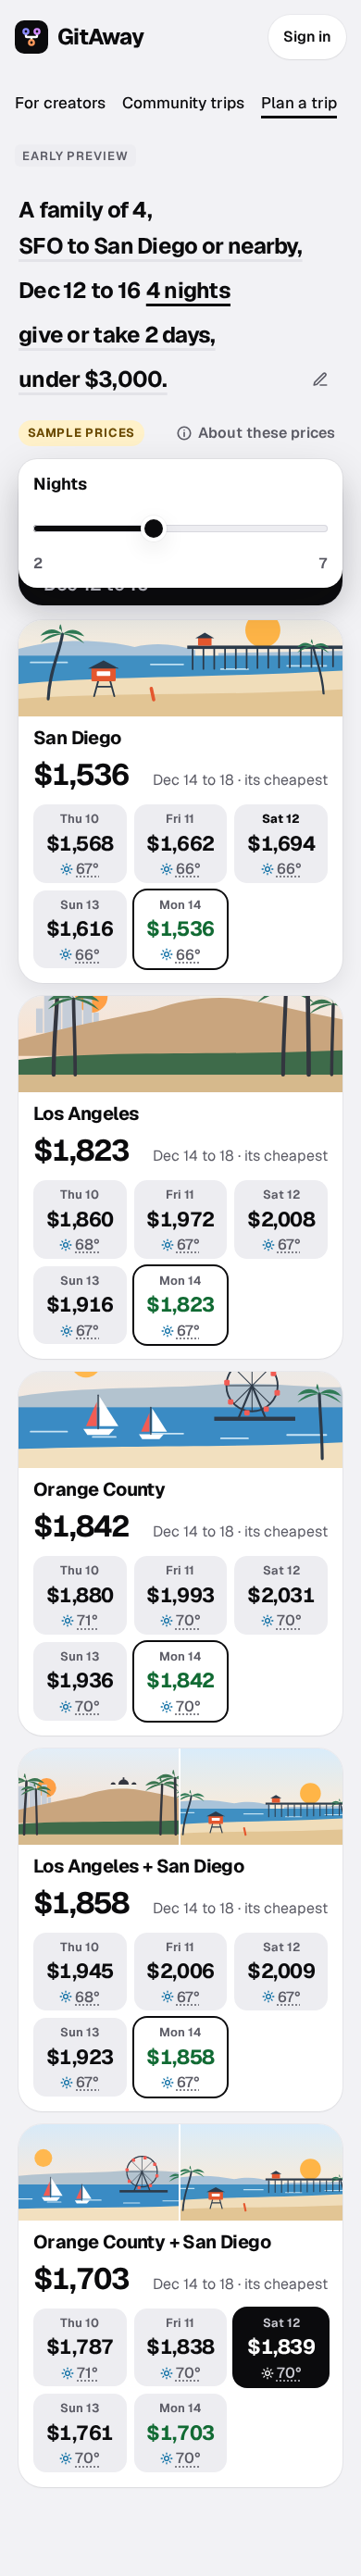 GitAway
Sign in
For creators
Community trips
Plan a trip
EARLY PREVIEW
A family of 4,
SFO to San Diego or nearby,
Dec 12 to 16 4 nights
give or take 2 days,
under $3,000.
SAMPLE PRICES
About these prices
Nights
2
7
San Diego
$1,536
Dec 14 to 18 · its cheapest
Thu 10
Fri 11
Sat 12
$1,568
$1,662
$1,694
67°
66°
66°
Sun 13
Mon 14
$1,616
$1,536
66°
66°
Los Angeles
$1,823
Dec 14 to 18 · its cheapest
Thu 10
Fri 11
Sat 12
$1,860
$1,972
$2,008
68°
67°
67°
Sun 13
Mon 14
$1,916
$1,823
67°
67°
Orange County
$1,842
Dec 14 to 18 · its cheapest
Thu 10
Fri 11
Sat 12
$1,880
$1,993
$2,031
71°
70°
70°
Sun 13
Mon 14
$1,936
$1,842
70°
70°
Los Angeles + San Diego
$1,858
Dec 14 to 18 · its cheapest
Thu 10
Fri 11
Sat 12
$1,945
$2,006
$2,009
68°
67°
67°
Sun 13
Mon 14
$1,923
$1,858
67°
67°
Orange County + San Diego
$1,703
Dec 14 to 18 · its cheapest
Thu 10
Fri 11
Sat 12
$1,787
$1,838
$1,839
71°
70°
70°
Sun 13
Mon 14
$1,761
$1,703
70°
70°